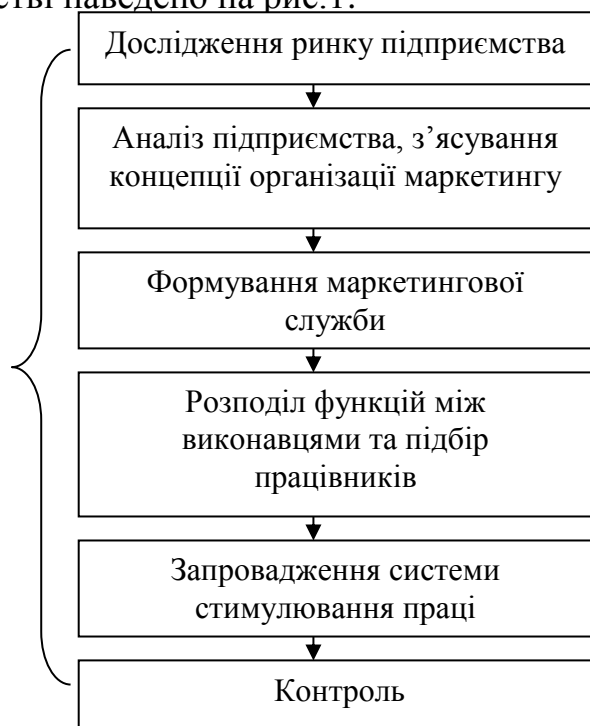 наведено на рис.1.
Дослідження ринку підприємства
Аналіз підприємства, з’ясування
концепції організації маркетингу
Формування маркетингової
служби
Розподіл функцій між
виконавцями та підбір
працівників
Запровадження системи
стимулювання праці
Контроль